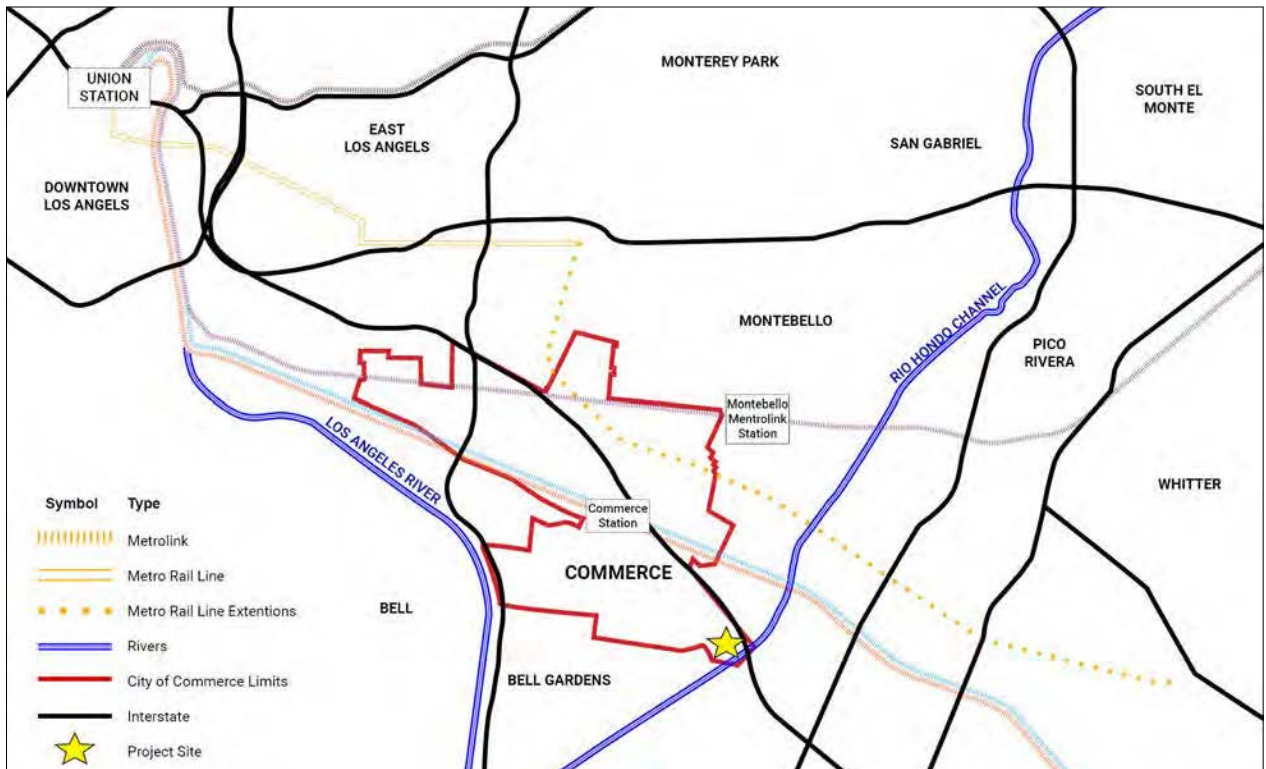 MONTEREY PARK
UNION
STATION
SOUTH EL
MONTE
EAST
LOS ANGELS
SAN GABRIEL
DOWNTOWN
LOS ANGELS
RIO HONDO CHANNEL
MONTEBELLO
PICO
RIVERA
Montebello
Mentrolink
Station
LOS ANGELES RIVER
WHITTER
Commerce
Station
COMMERCE
BELL
BELL GARDENS
Symbol Type
Metrolink
Metro Rail Line
Metro Rail Line Extentions
Rivers
City of Commerce Limits
Interstate
Project Site